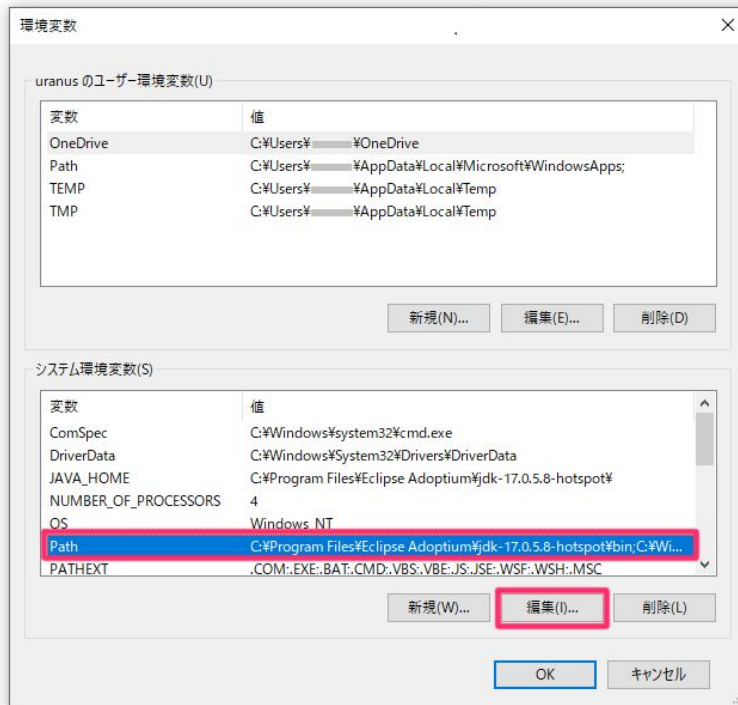 環境変数
uranus のユーザー環境変数(U)
変数 値
OneDrive C:¥Users¥ ¥OneDrive
Path C:¥Users¥ ¥AppData¥Local¥Microsoft¥WindowsApps;
TEMP C:¥Users¥ ¥AppData¥Local¥Temp
TMP C:¥Users¥ ¥AppData¥Local¥Temp
新規(N)... 編集(E)... 削除(D)
システム環境変数(S)
変数 値
ComSpec C:¥Windows¥system32¥cmd.exe
DriverData C:¥Windows¥System32¥Drivers¥DriverData
JAVA_HOME C:¥Program Files¥Eclipse Adoptium¥jdk-17.0.5.8-hotspot¥
NUMBER_OF_PROCESSORS 4
OS Windows_NT
Path C:¥Program Files¥Eclipse Adoptium¥jdk-17.0.5.8-hotspot¥bin;C:¥Wi...
PATHEXT .COM;.EXE;.BAT;.CMD;.VBS;.VBE;.JS;.JSE;.WSF;.WSH;.MSC
新規(W)... 編集(I)... 削除(L)
OK キャンセル